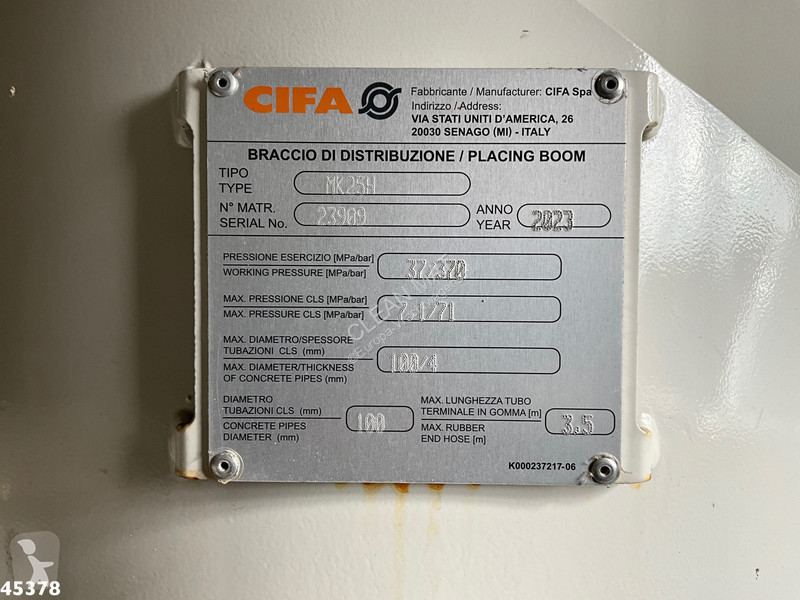 CIFA
Fabbricante / Manufacturer: CIFA Spa
Indirizzo / Address:
VIA STATI UNITI D'AMERICA, 26
20030 SENAGO (MI) - ITALY
BRACCIO DI DISTRIBUZIONE / PLACING BOOM
TIPO
TYPE
MK25H
N° MATR.
SERIAL No.
23909
ANNO
YEAR
2023
PRESSIONE ESERCIZIO [MPa/bar]
WORKING PRESSURE [MPa/bar]
37/370
MAX. PRESSIONE CLS [MPa/bar]
MAX. PRESSURE CLS [MPa/bar]
7.1/71
MAX. DIAMETRO/SPESSORE
TUBAZIONI CLS (mm)
MAX. DIAMETER/THICKNESS
OF CONCRETE PIPES (mm)
100/4
DIAMETRO
TUBAZIONI CLS (mm)
CONCRETE PIPES
DIAMETER (mm)
100
MAX. LUNGHEZZA TUBO
TERMINALE IN GOMMA [m]
MAX. RUBBER
END HOSE [m]
3.5
K000237217-06
45378